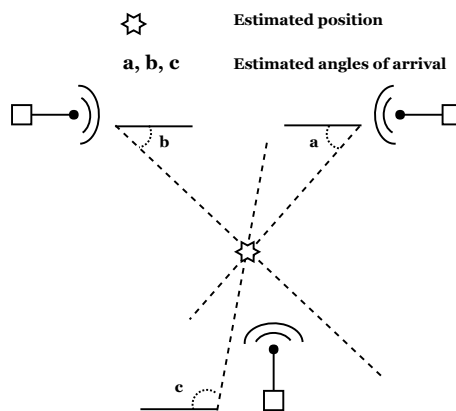 Estimated position
a, b, c Estimated angles of arrival
b
a
c